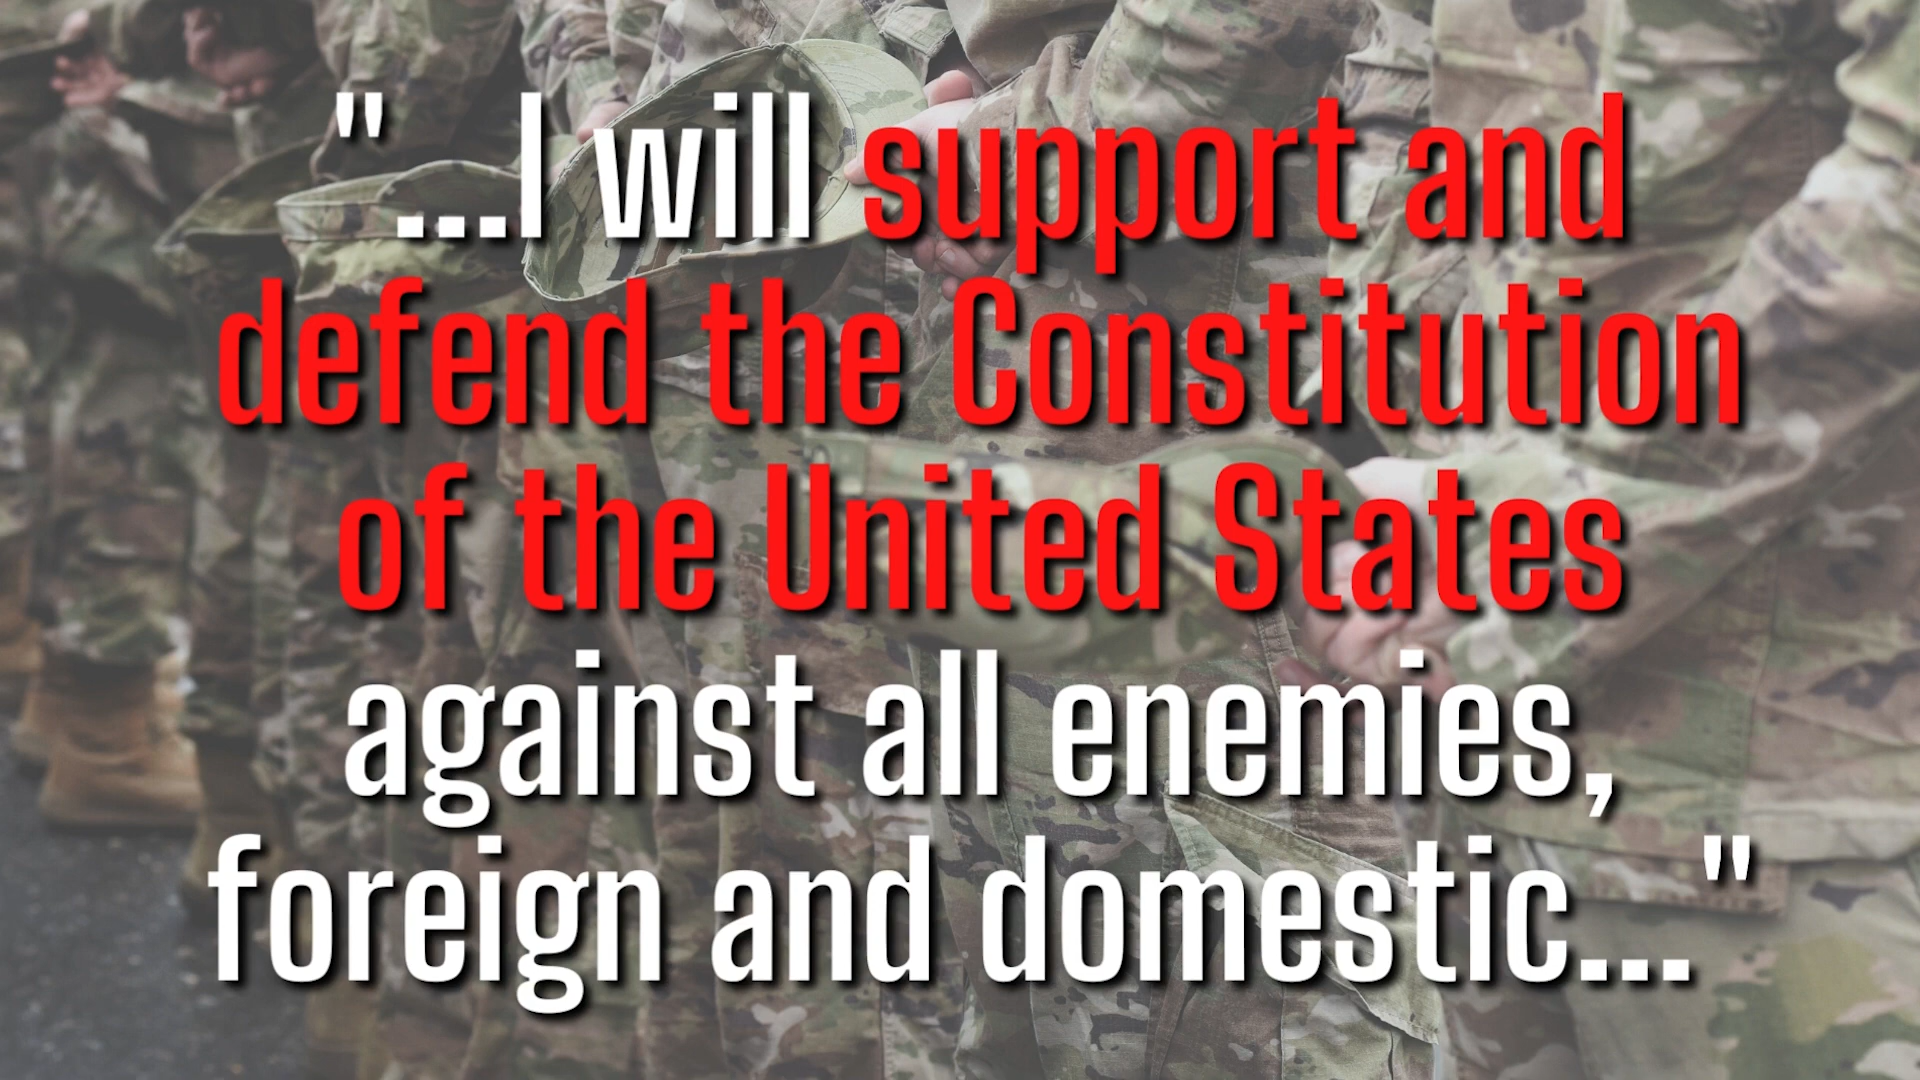 "...I will support and
defend the Constitution
of the United States
against all enemies,
foreign and domestic..."